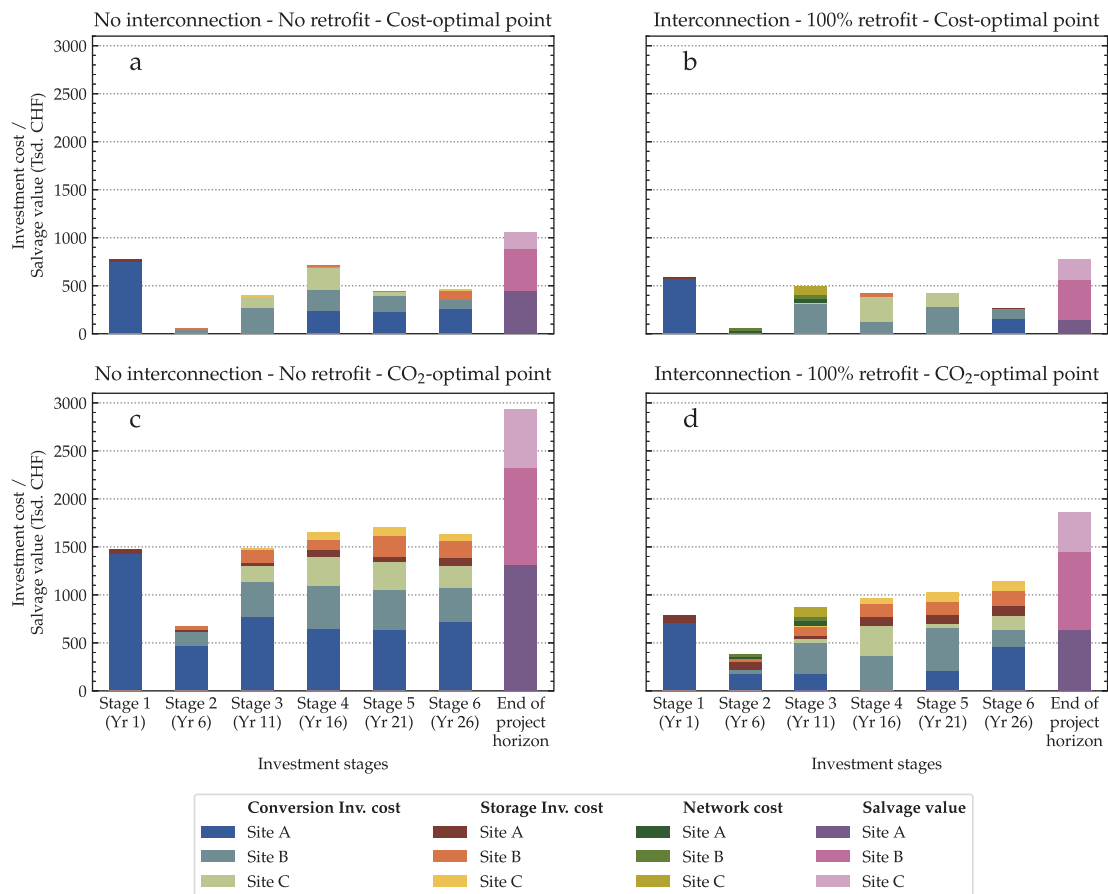 No interconnection - No retrofit - Cost-optimal point
Interconnection - 100% retrofit - Cost-optimal point
a
b
3000
2500
2000
1500
1000
500
0
Investment cost /
Salvage value (Tsd. CHF)
No interconnection - No retrofit - CO₂-optimal point
Interconnection - 100% retrofit - CO₂-optimal point
c
d
3000
2500
2000
1500
1000
500
0
Investment cost /
Salvage value (Tsd. CHF)
Stage 1 Stage 2 Stage 3 Stage 4 Stage 5 Stage 6 End of
(Yr 1) (Yr 6) (Yr 11) (Yr 16) (Yr 21) (Yr 26) project
horizon
Stage 1 Stage 2 Stage 3 Stage 4 Stage 5 Stage 6 End of
(Yr 1) (Yr 6) (Yr 11) (Yr 16) (Yr 21) (Yr 26) project
horizon
Investment stages
Investment stages
Conversion Inv. cost Storage Inv. cost Network cost Salvage value
Site A Site A Site A Site A
Site B Site B Site B Site B
Site C Site C Site C Site C